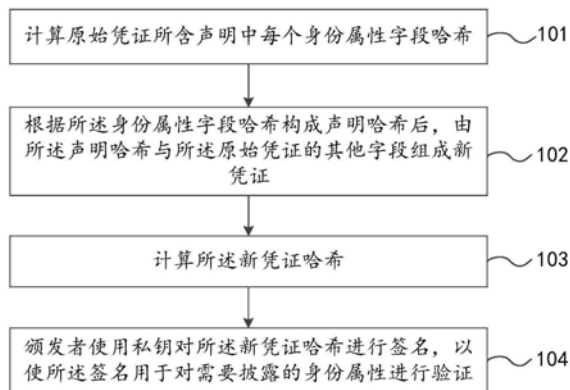 计算原始凭证所含声明中每个身份属性字段哈希
101
根据所述身份属性字段哈希构成声明哈希后，由
所述声明哈希与所述原始凭证的其他字段组成新
凭证
102
计算所述新凭证哈希
103
颁发者使用私钥对所述新凭证哈希进行签名，以
使所述签名用于对需要披露的身份属性进行验证
104